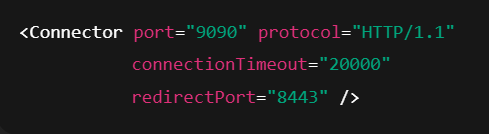 <Connector port="9090" protocol="HTTP/1.1"
connectionTimeout="20000"
redirectPort="8443" />